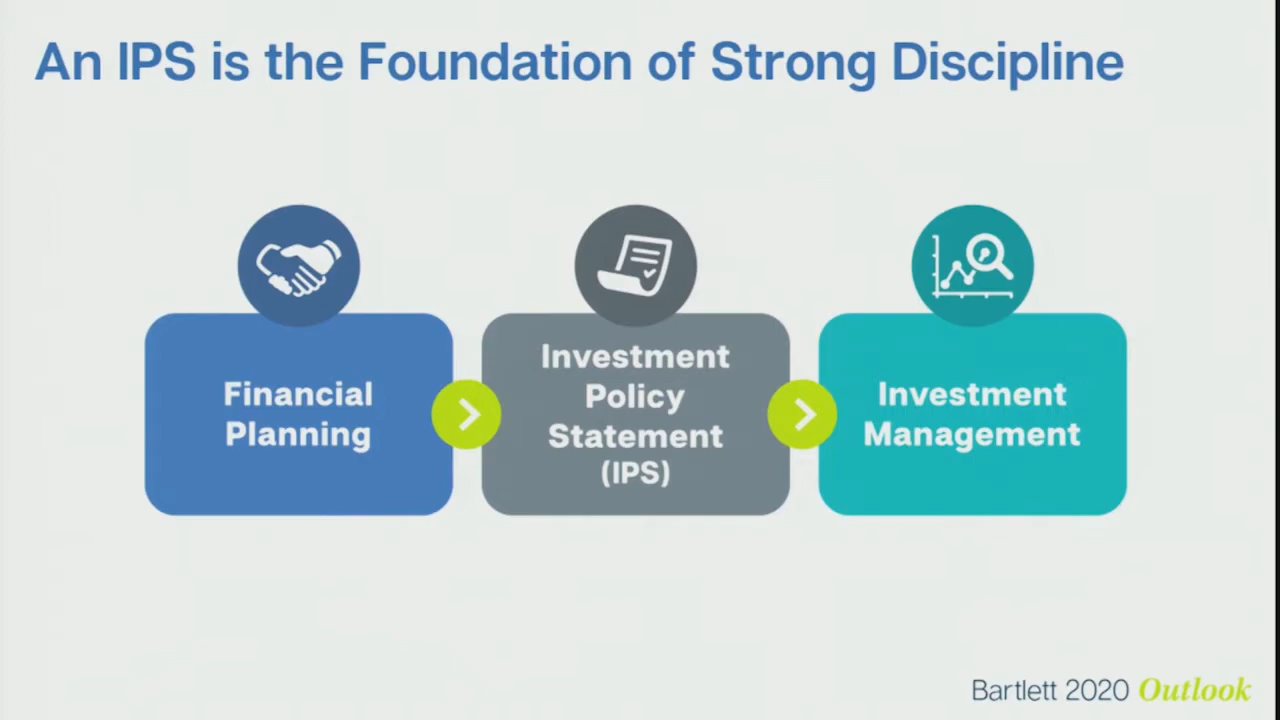 An IPS is the Foundation of Strong Discipline
Financial
Planning
Investment
Policy
Statement
(IPS)
Investment
Management
Bartlett 2020 Outlook